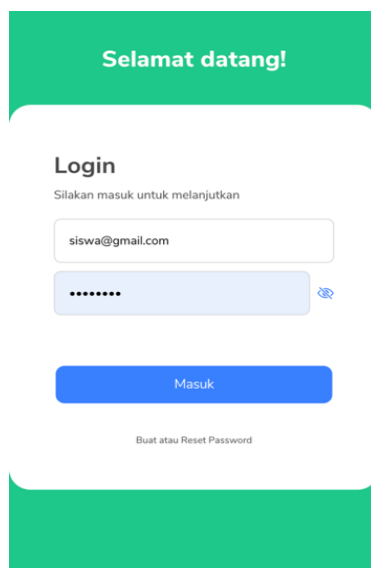 Selamat datang!
Login
Silakan masuk untuk melanjutkan
siswa@gmail.com
••••••••
Masuk
Buat atau Reset Password